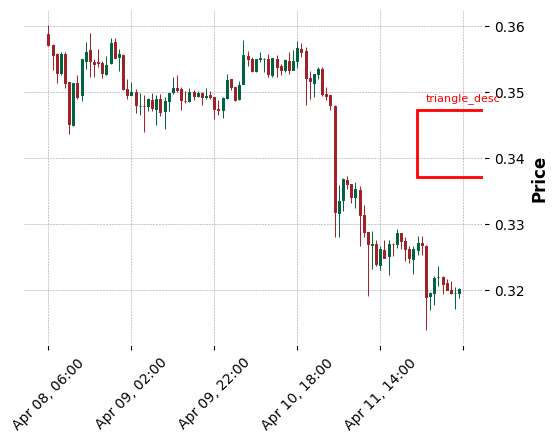 0.36
0.35
triangle_desc
0.34
0.33
0.32
Price
Apr 08, 06:00
Apr 09, 02:00
Apr 09, 22:00
Apr 10, 18:00
Apr 11, 14:00